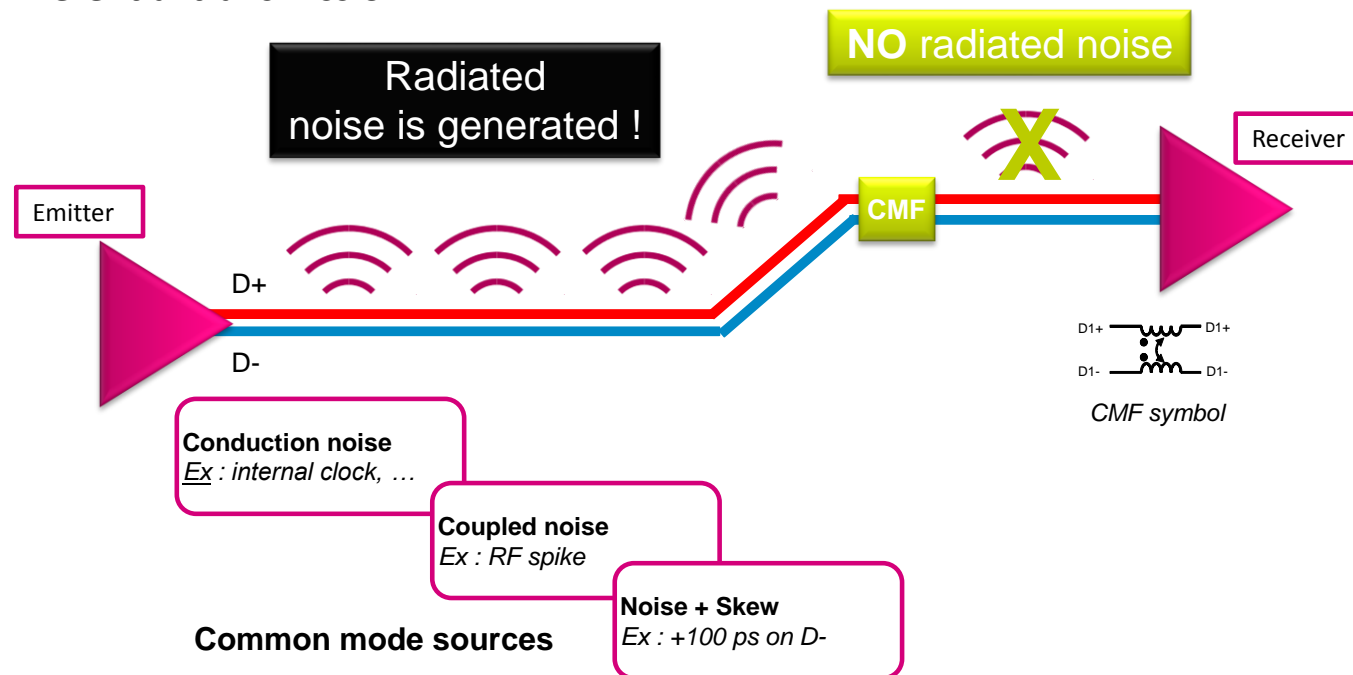 Radiated
noise is generated !
NO radiated noise
Emitter
Receiver
CMF
D+
D-
D1+ D1+
D1- D1-
CMF symbol
Conduction noise
Ex : internal clock, …
Coupled noise
Ex : RF spike
Noise + Skew
Ex : +100 ps on D-
Common mode sources